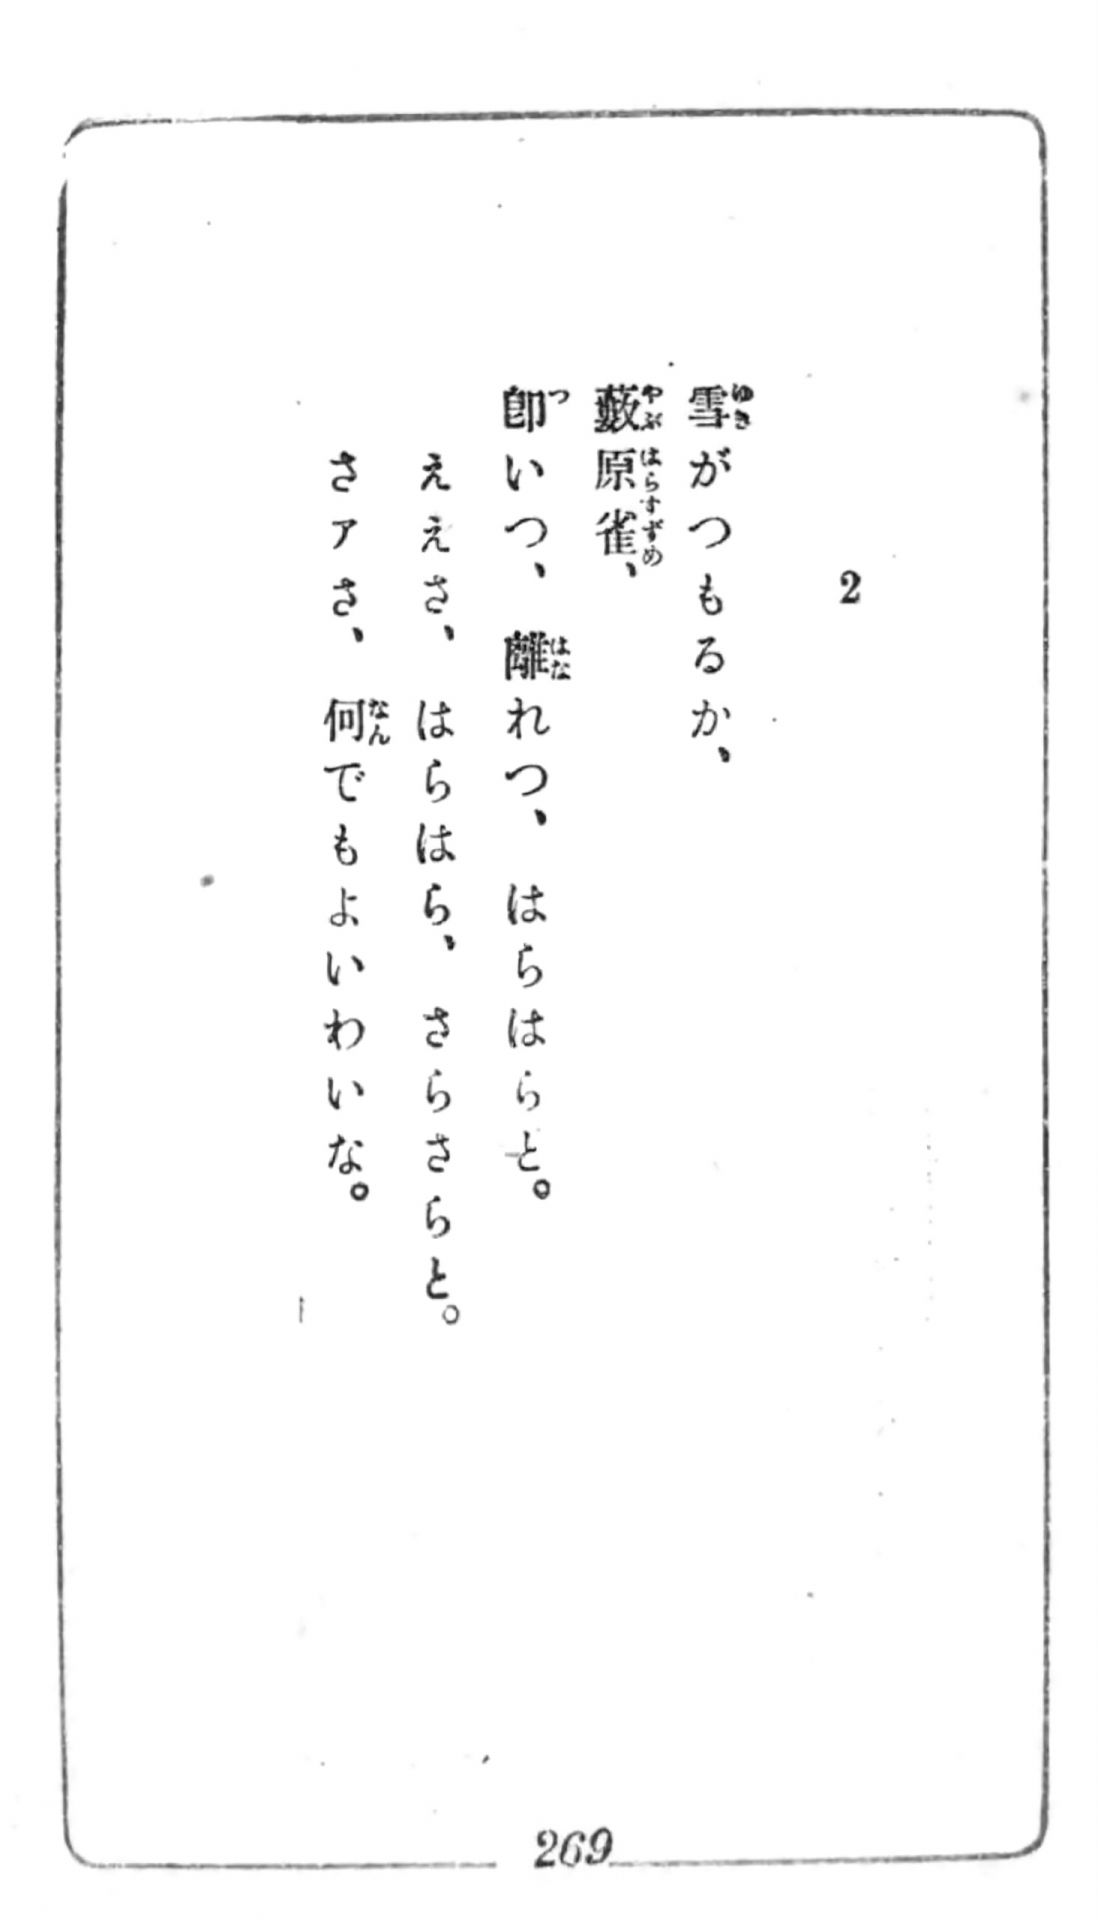 2
雪がつもるか、
藪原雀、
卽いつ、離れつ、はらはらと。
ええさ、はらはら、さらさらと。
さァさ、何でもよいわいな。
269